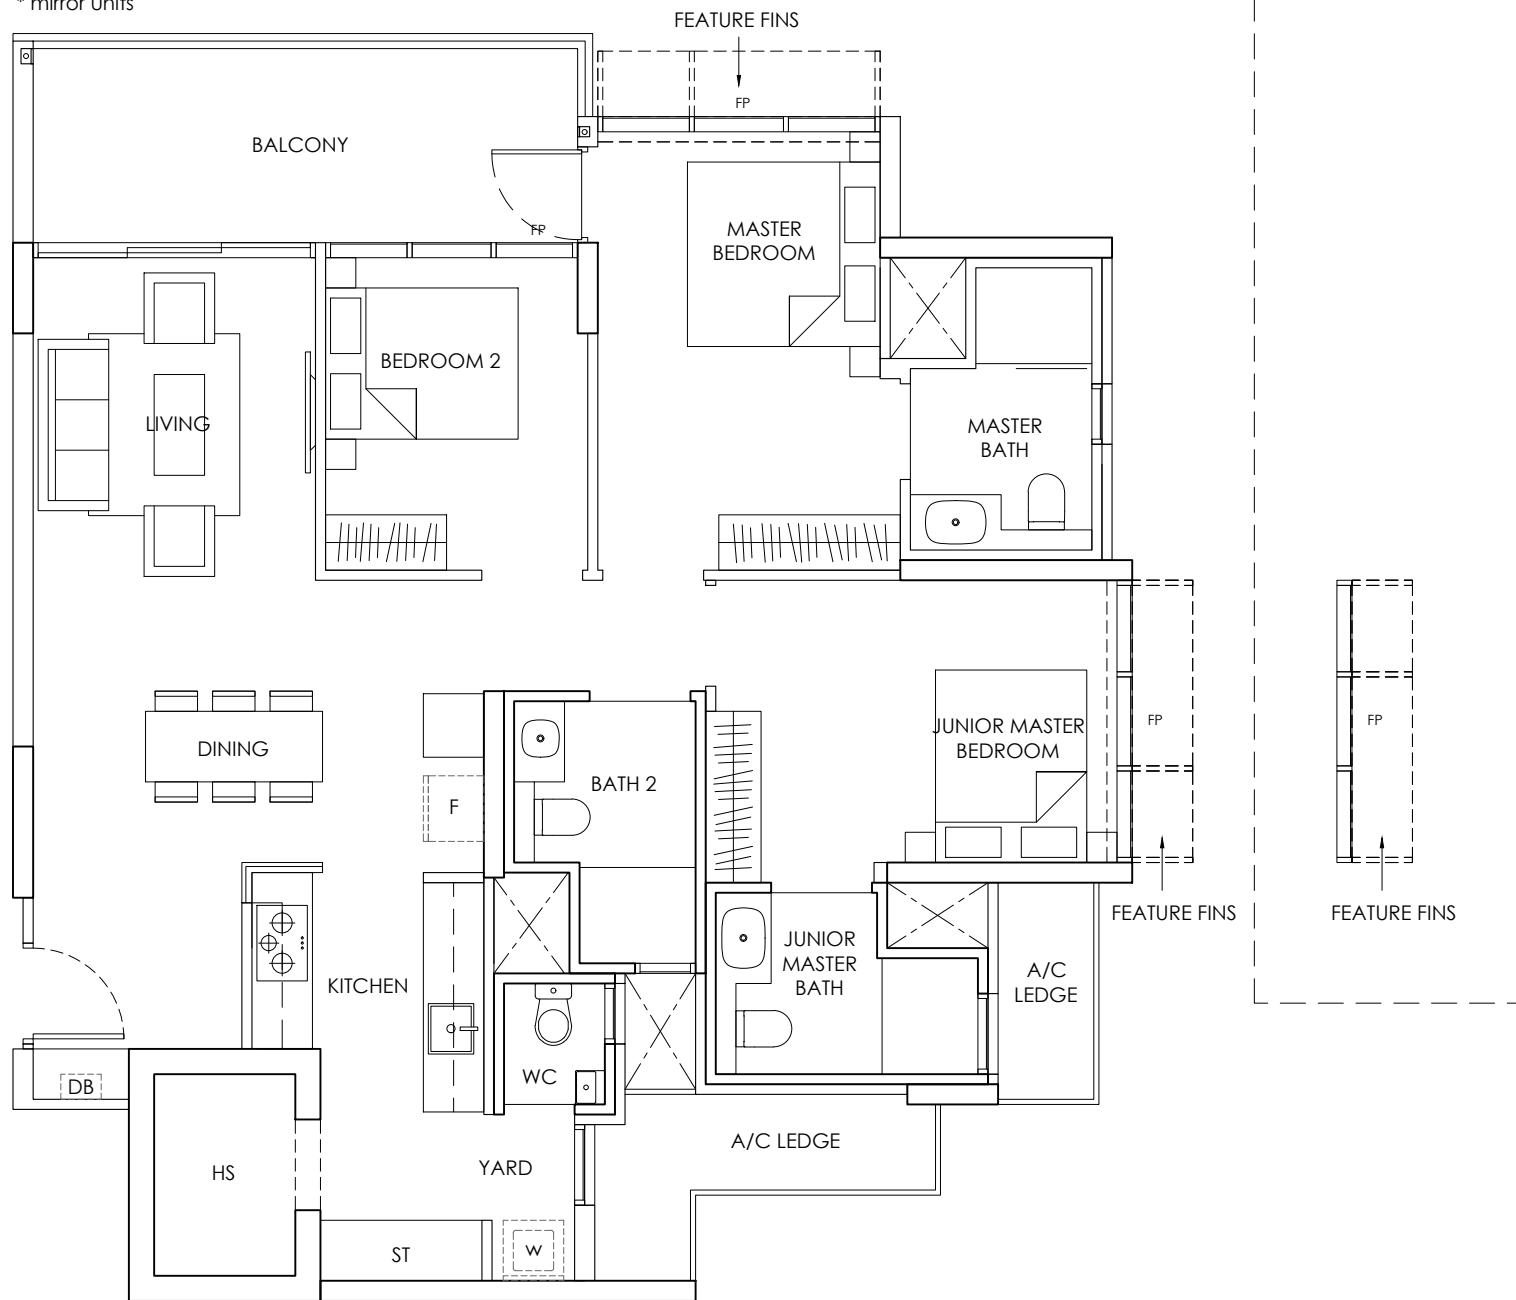 * mirror units
FEATURE FINS
FP
BALCONY
FP
MASTER
BEDROOM
BEDROOM 2
LIVING
MASTER
BATH
DINING
BATH 2
F
JUNIOR MASTER
BEDROOM
FP
FP
FEATURE FINS
FEATURE FINS
KITCHEN
JUNIOR
MASTER
BATH
A/C
LEDGE
WC
DB
HS
YARD
A/C LEDGE
ST
W